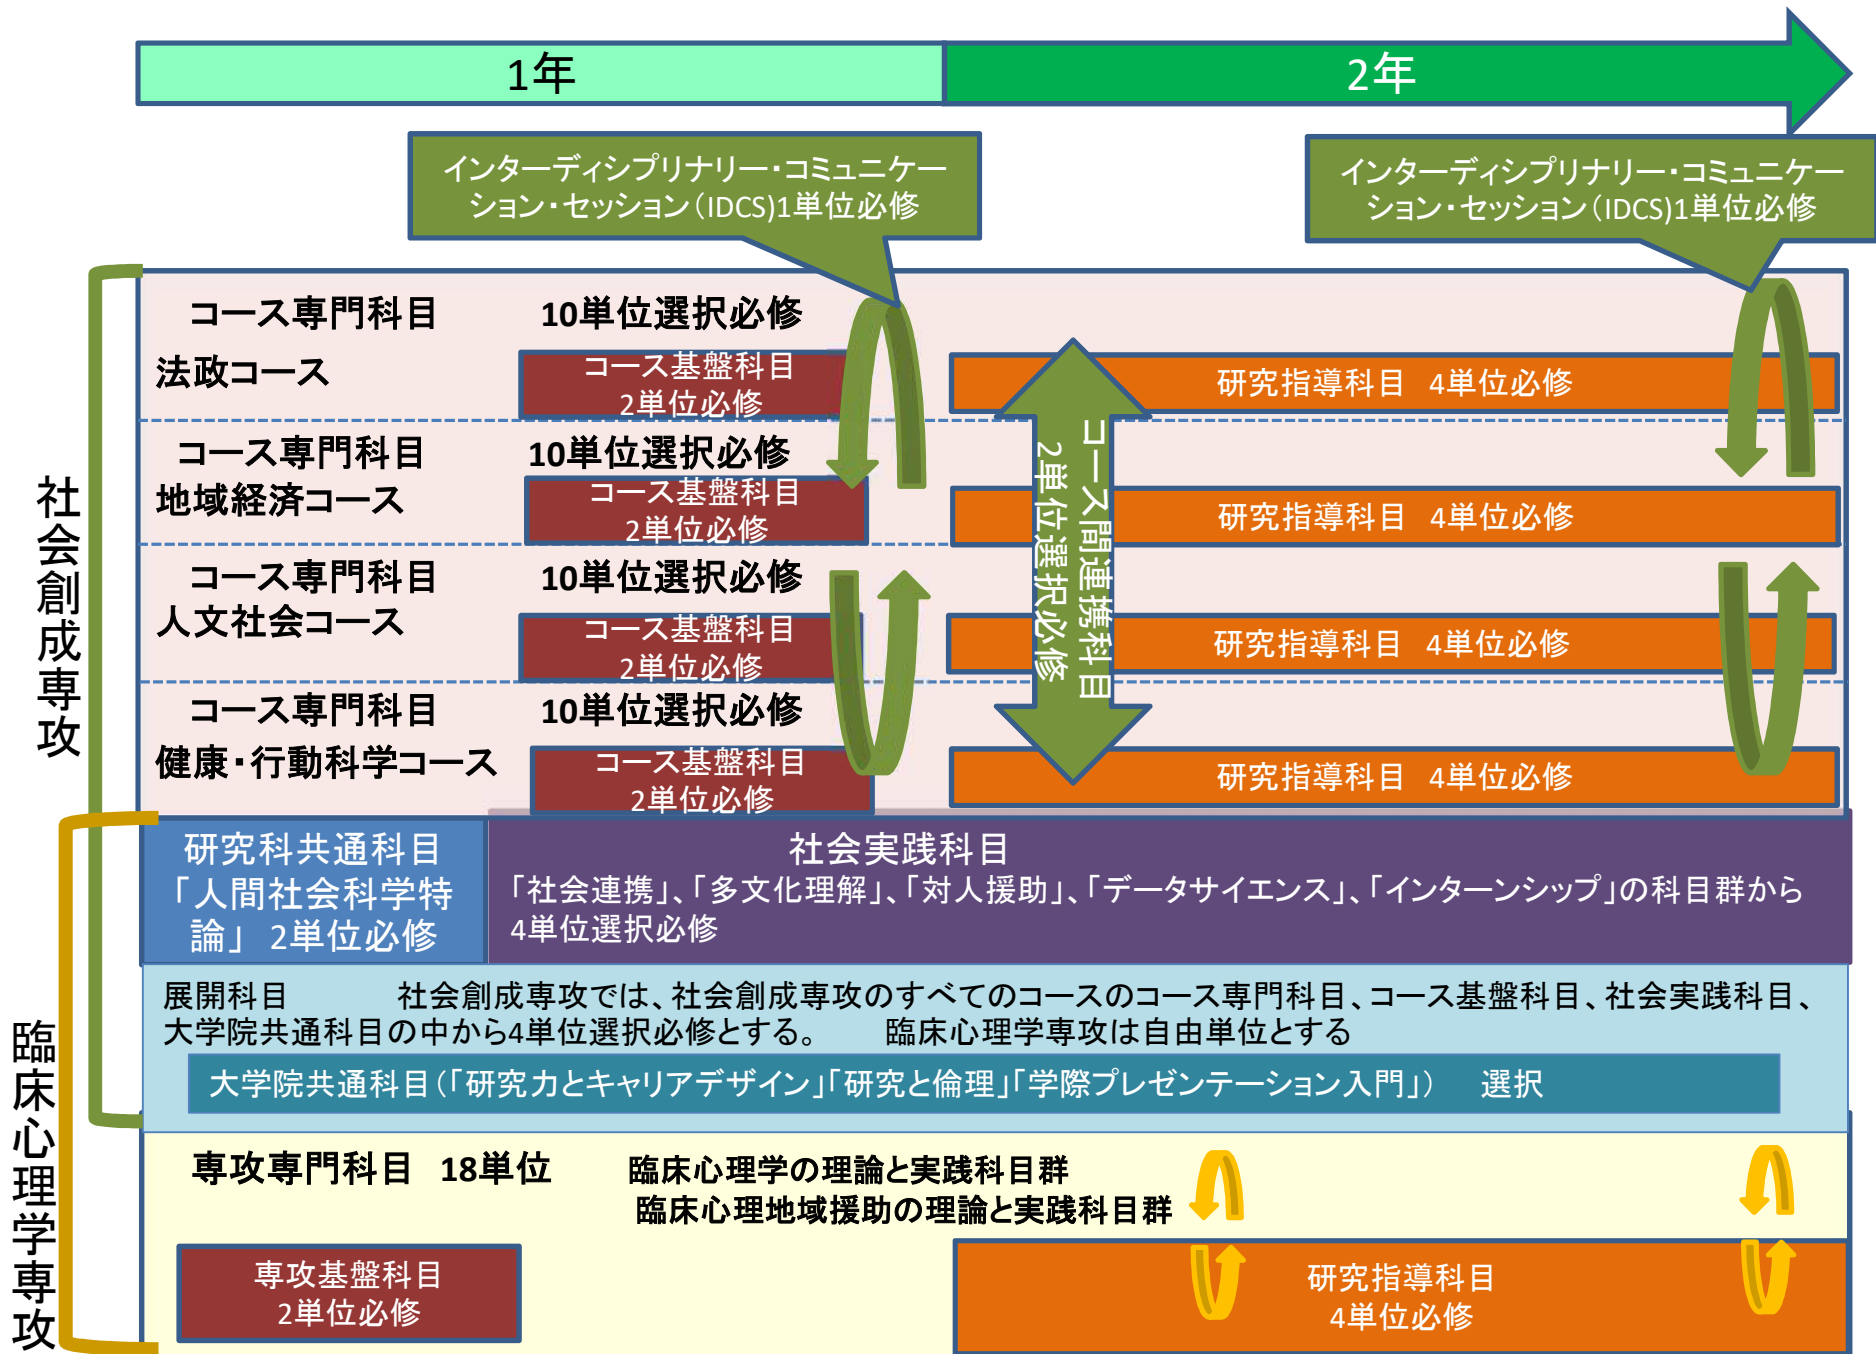 1年
2年
インターディシプリナリー・コミュニケー
ション・セッション(IDCS)1単位必修
インターディシプリナリー・コミュニケー
ション・セッション(IDCS)1単位必修
社会創成専攻
コース専門科目 10単位選択必修
法政コース
コース基盤科目
2単位必修
研究指導科目 4単位必修
コース専門科目 10単位選択必修
地域経済コース
コース基盤科目
2単位必修
研究指導科目 4単位必修
コース専門科目 10単位選択必修
人文社会コース
コース基盤科目
2単位必修
研究指導科目 4単位必修
コース専門科目 10単位選択必修
健康・行動科学コース
コース基盤科目
2単位必修
研究指導科目 4単位必修
コース間連携科目
2単位選択必修
臨床心理学専攻
研究科共通科目
「人間社会科学特
論」 2単位必修
社会実践科目
「社会連携」、「多文化理解」、「対人援助」、「データサイエンス」、「インターンシップ」の科目群から
4単位選択必修
展開科目 社会創成専攻では、社会創成専攻のすべてのコースのコース専門科目、コース基盤科目、社会実践科目、
大学院共通科目の中から4単位選択必修とする。 臨床心理学専攻は自由単位とする
大学院共通科目(「研究力とキャリアデザイン」「研究と倫理」「学際プレゼンテーション入門」) 選択
専攻専門科目 18単位 臨床心理学の理論と実践科目群
臨床心理地域援助の理論と実践科目群
専攻基盤科目
2単位必修
研究指導科目
4単位必修